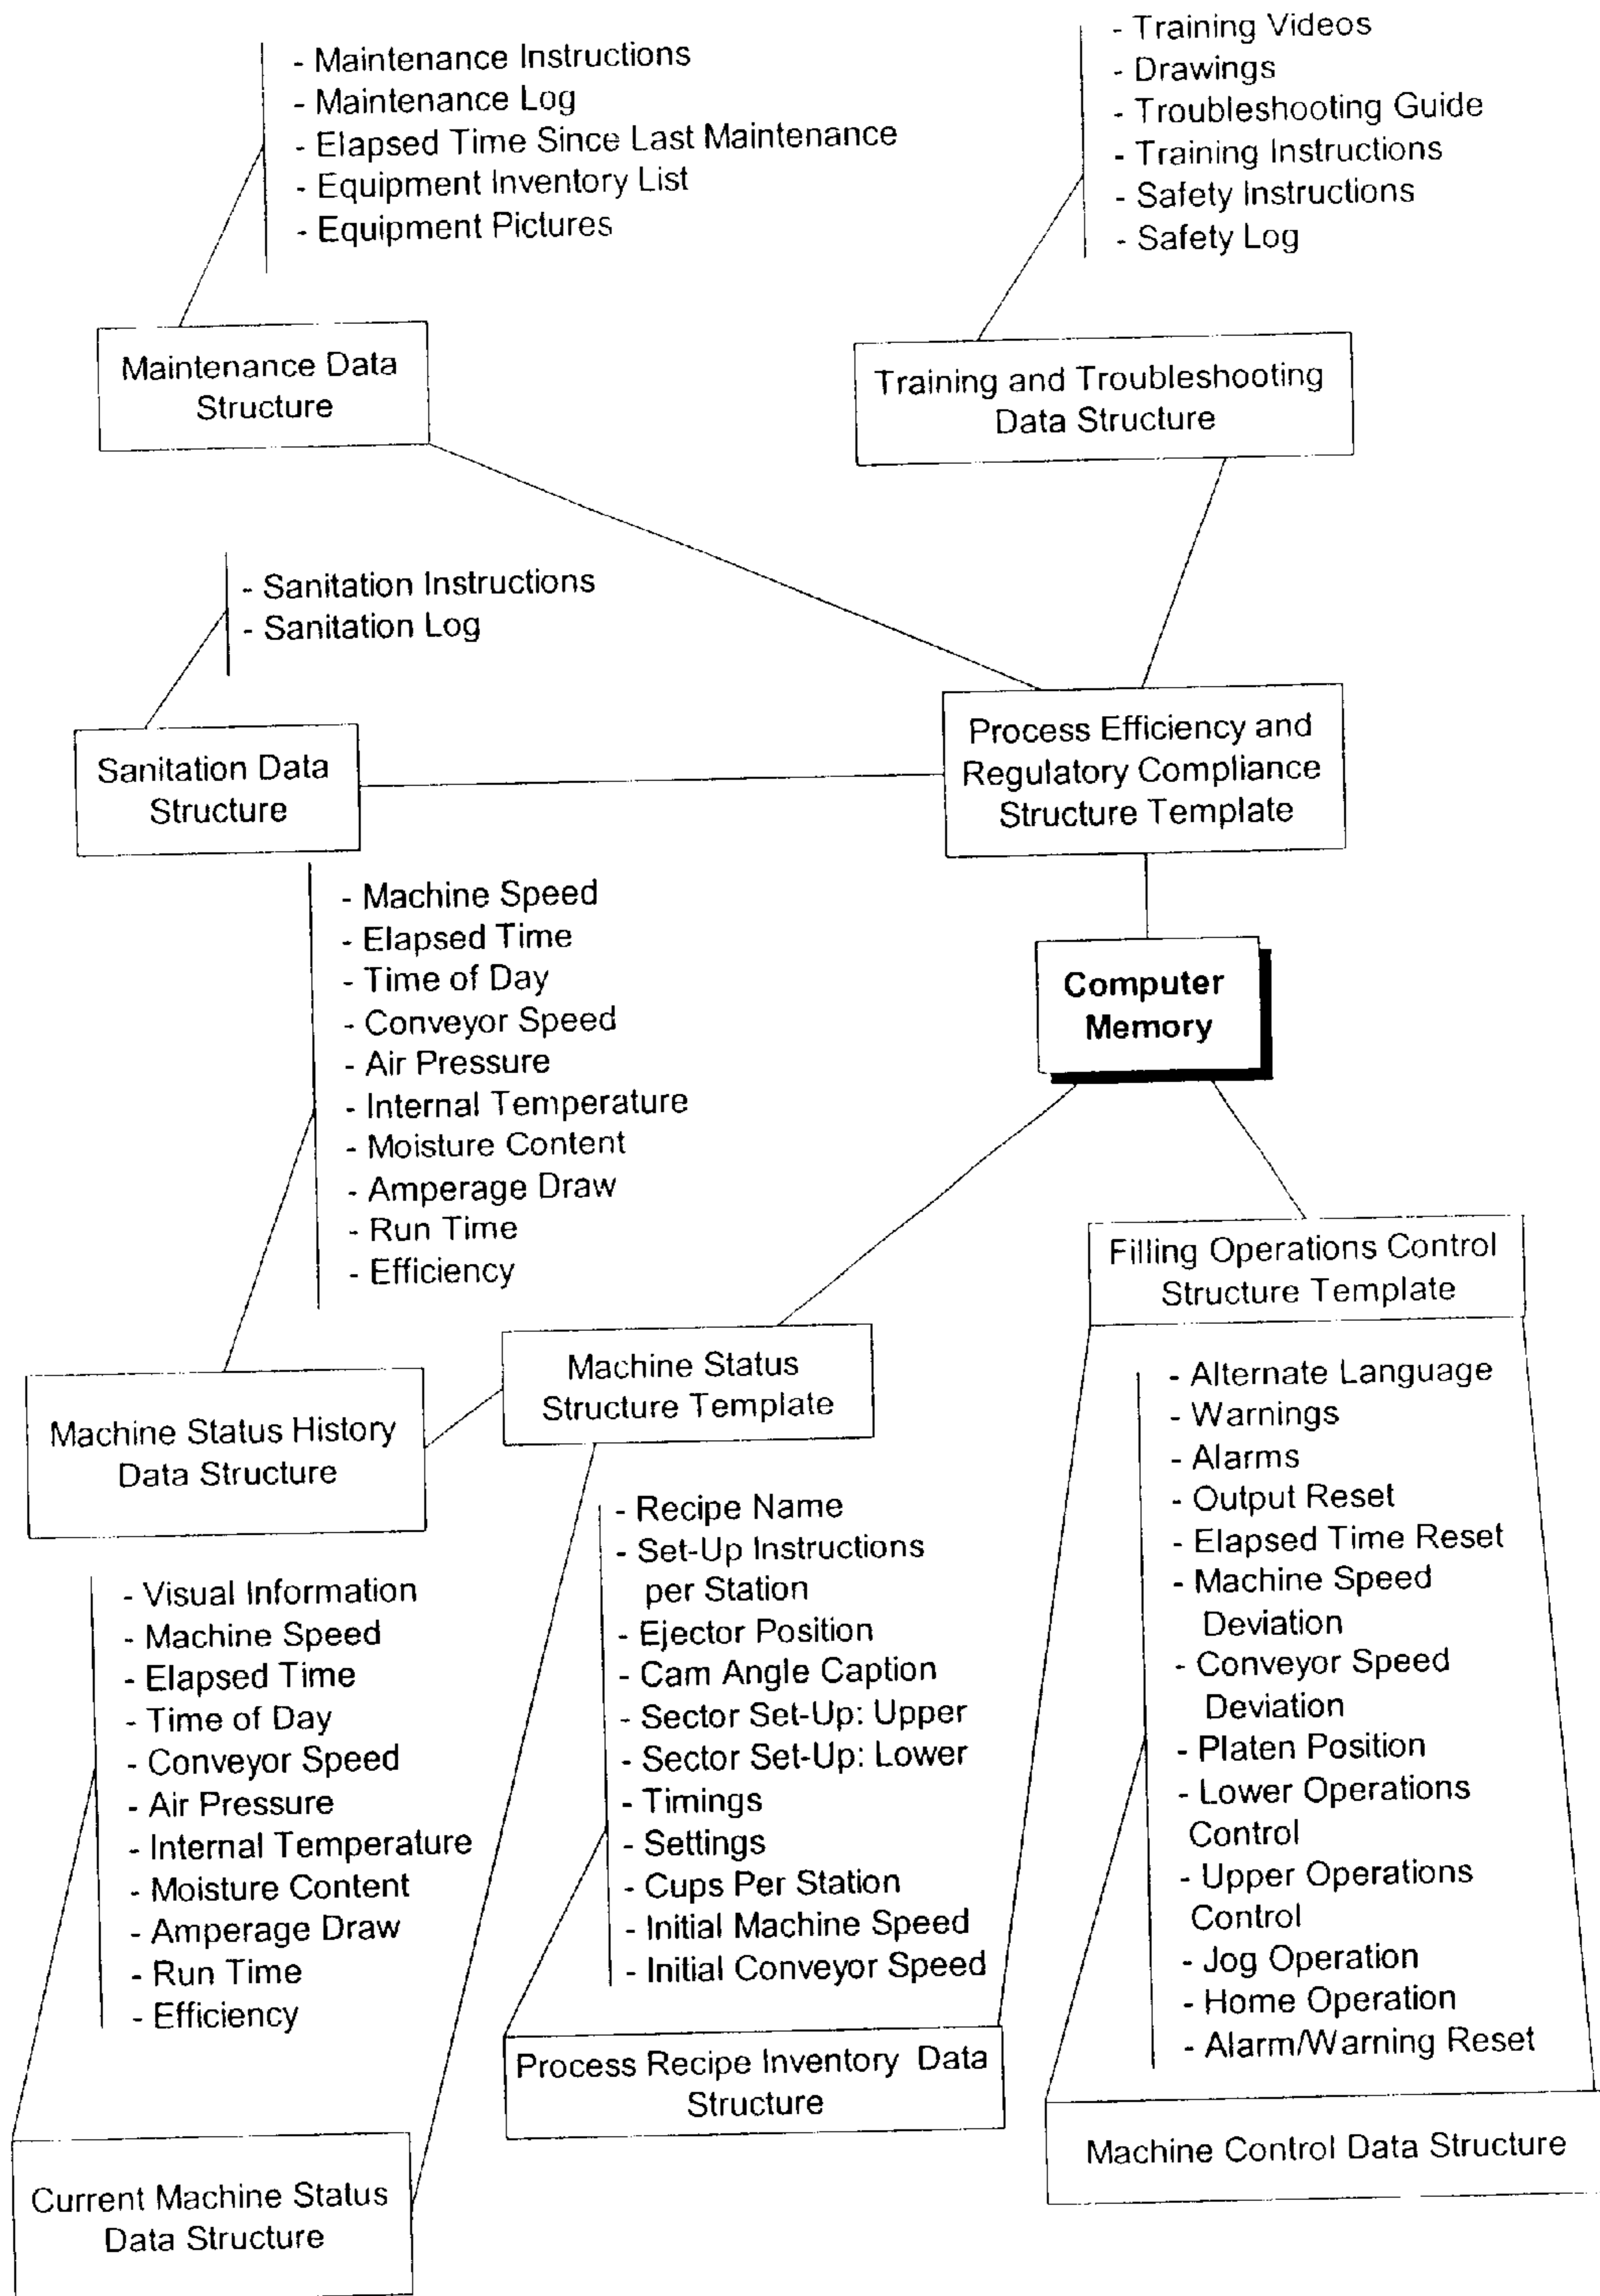 - Maintenance Instructions
- Maintenance Log
- Elapsed Time Since Last Maintenance
- Equipment Inventory List
- Equipment Pictures
- Training Videos
- Drawings
- Troubleshooting Guide
- Training Instructions
- Safety Instructions
- Safety Log
Maintenance Data
Structure
Training and Troubleshooting
Data Structure
- Sanitation Instructions
- Sanitation Log
Sanitation Data
Structure
Process Efficiency and
Regulatory Compliance
Structure Template
- Machine Speed
- Elapsed Time
- Time of Day
- Conveyor Speed
- Air Pressure
- Internal Temperature
- Moisture Content
- Amperage Draw
- Run Time
- Efficiency
Computer
Memory
Filling Operations Control
Structure Template
Machine Status
Structure Template
Machine Status History
Data Structure
- Visual Information
- Machine Speed
- Elapsed Time
- Time of Day
- Conveyor Speed
- Air Pressure
- Internal Temperature
- Moisture Content
- Amperage Draw
- Run Time
- Efficiency
- Recipe Name
- Set-Up Instructions
per Station
- Ejector Position
- Cam Angle Caption
- Sector Set-Up: Upper
- Sector Set-Up: Lower
- Timings
- Settings
- Cups Per Station
- Initial Machine Speed
- Initial Conveyor Speed
- Alternate Language
- Warnings
- Alarms
- Output Reset
- Elapsed Time Reset
- Machine Speed
Deviation
- Conveyor Speed
Deviation
- Platen Position
- Lower Operations
Control
- Upper Operations
Control
- Jog Operation
- Home Operation
- Alarm/Warning Reset
Process Recipe Inventory Data
Structure
Machine Control Data Structure
Current Machine Status
Data Structure